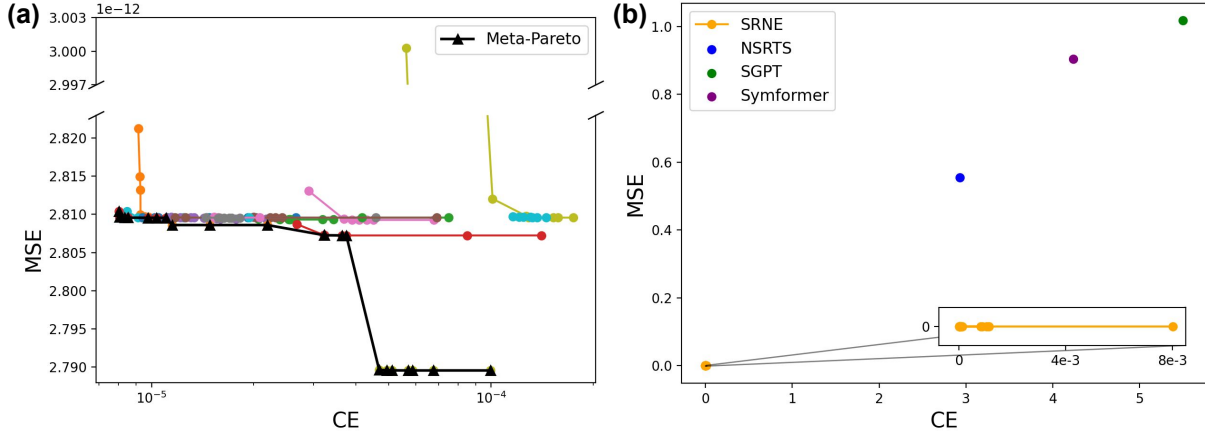 (a)
1e−12
3.003
3.000
2.997
2.820
2.815
2.810
2.805
2.800
2.795
2.790
MSE
Meta-Pareto
10⁻⁵
10⁻⁴
CE
(b)
1.0
0.8
0.6
0.4
0.2
0.0
MSE
SRNE
NSRTS
SGPT
Symformer
0
0
4e-3
8e-3
0
1
2
3
4
5
CE